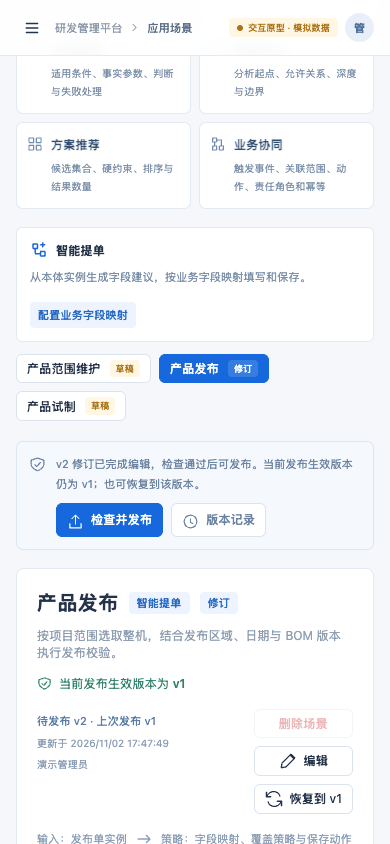 研发管理平台 > 应用场景
交互原型 · 模拟数据
管
适用条件、事实参数、判断
与失败处理
分析起点、允许关系、深度
与边界
方案推荐
候选集合、硬约束、排序与
结果数量
业务协同
触发事件、关联范围、动
作、责任角色和幂等
智能提单
从本体实例生成字段建议，按业务字段映射填写和保存。
配置业务字段映射
产品范围维护 草稿
产品发布 修订
产品试制 草稿
v2 修订已完成编辑，检查通过后可发布。当前发布生效版本
仍为 v1；也可恢复到该版本。
检查并发布
版本记录
产品发布 智能提单 修订
按项目范围选取整机，结合发布区域、日期与 BOM 版本
执行发布校验。
当前发布生效版本为 v1
待发布 v2 · 上次发布 v1
更新于 2026/11/02 17:47:49
演示管理员
删除场景
编辑
恢复到 v1
输入：发布单实例 → 策略：字段映射、覆盖策略与保存动作